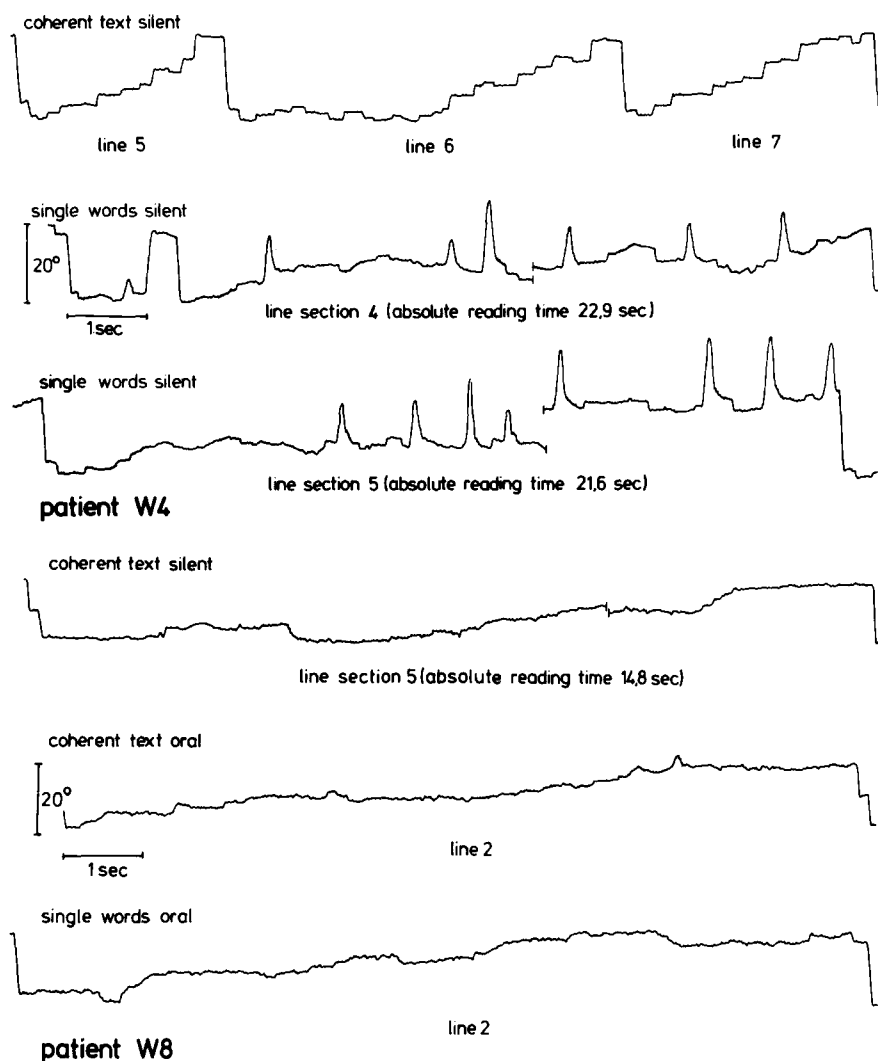 coherent text silent
line 5
line 6
line 7
single words silent
20°
1sec
line section 4 (absolute reading time 22,9 sec)
single words silent
line section 5 (absolute reading time 21,6 sec)
patient W4
coherent text silent
line section 5 (absolute reading time 14,8 sec)
coherent text oral
20°
1 sec
line 2
single words oral
line 2
patient W8